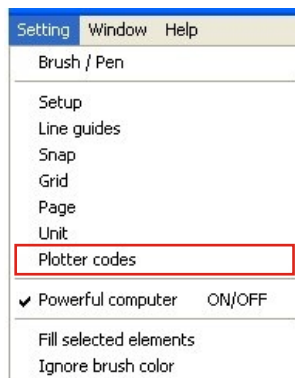 Setting Window Help
Brush / Pen
Setup
Line guides
Snap
Grid
Page
Unit
Plotter codes
Powerful computer ON/OFF
Fill selected elements
Ignore brush color